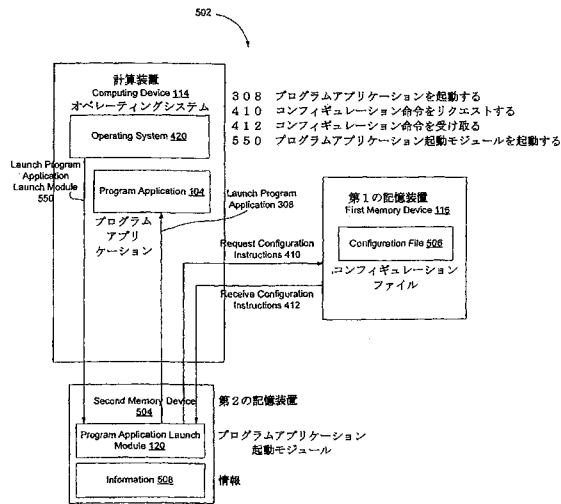 502
計算装置
Computing Device 114
オペレーティングシステム
Operating System 420
308 プログラムアプリケーションを起動する
410 コンフィギュレーション命令をリクエストする
412 コンフィギュレーション命令を受け取る
550 プログラムアプリケーション起動モジュールを起動する
Launch Program
Application
Launch Module
550
Program Application 104
プログラム
アプリ
ケーション
Launch Program
Application 308
第1の記憶装置
First Memory Device 116
Configuration File 506
コンフィギュレーション
ファイル
Request Configuration
Instructions 410
Receive Configuration
Instructions 412
Second Memory Device
504
第2の記憶装置
Program Application Launch
Module 120
プログラムアプリケーション
起動モジュール
Information 508
情報